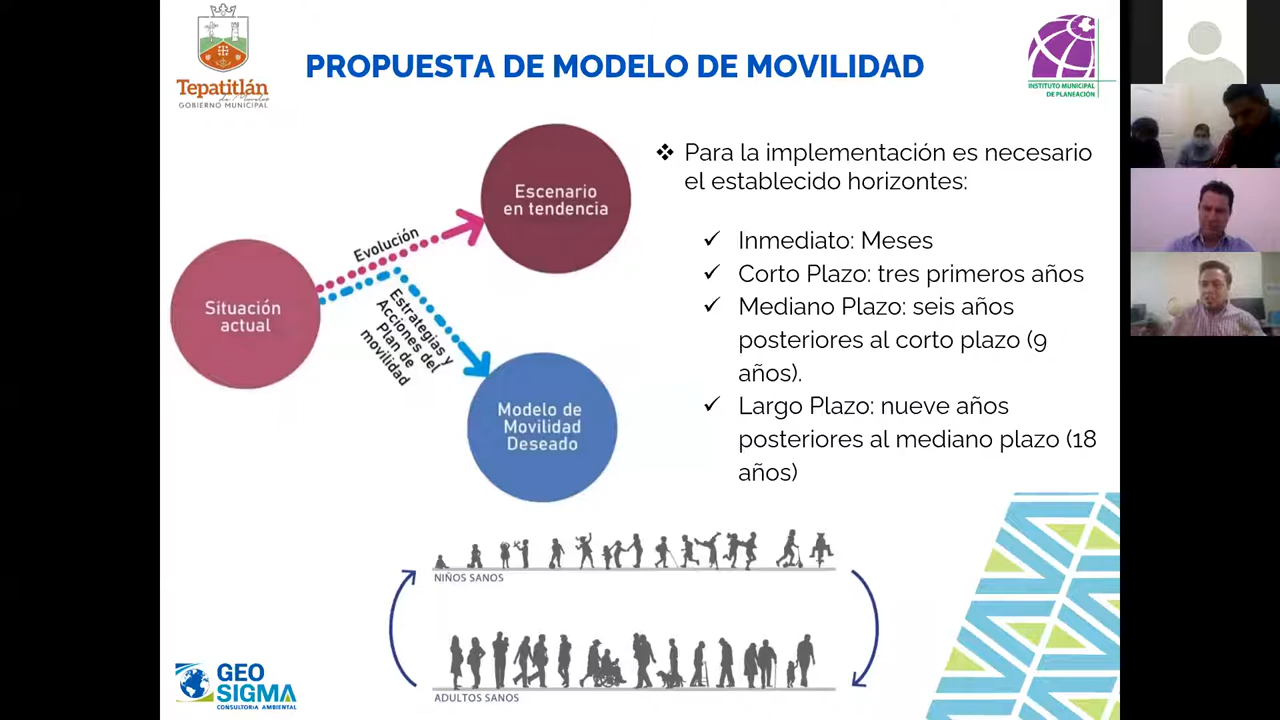 Tepatitlán
de Morelos
GOBIERNO MUNICIPAL
PROPUESTA DE MODELO DE MOVILIDAD
INSTITUTO MUNICIPAL
DE PLANEACIÓN
Situación
actual
Evolución
Escenario
en tendencia
Estrategias y
Acciones del
Plan de
movilidad
Modelo de
Movilidad
Deseado
❖ Para la implementación es necesario
el establecido horizontes:
✓ Inmediato: Meses
✓ Corto Plazo: tres primeros años
✓ Mediano Plazo: seis años
posteriores al corto plazo (9
años).
✓ Largo Plazo: nueve años
posteriores al mediano plazo (18
años)
NIÑOS SANOS
ADULTOS SANOS
GEO
SIGMA
CONSULTORIA AMBIENTAL